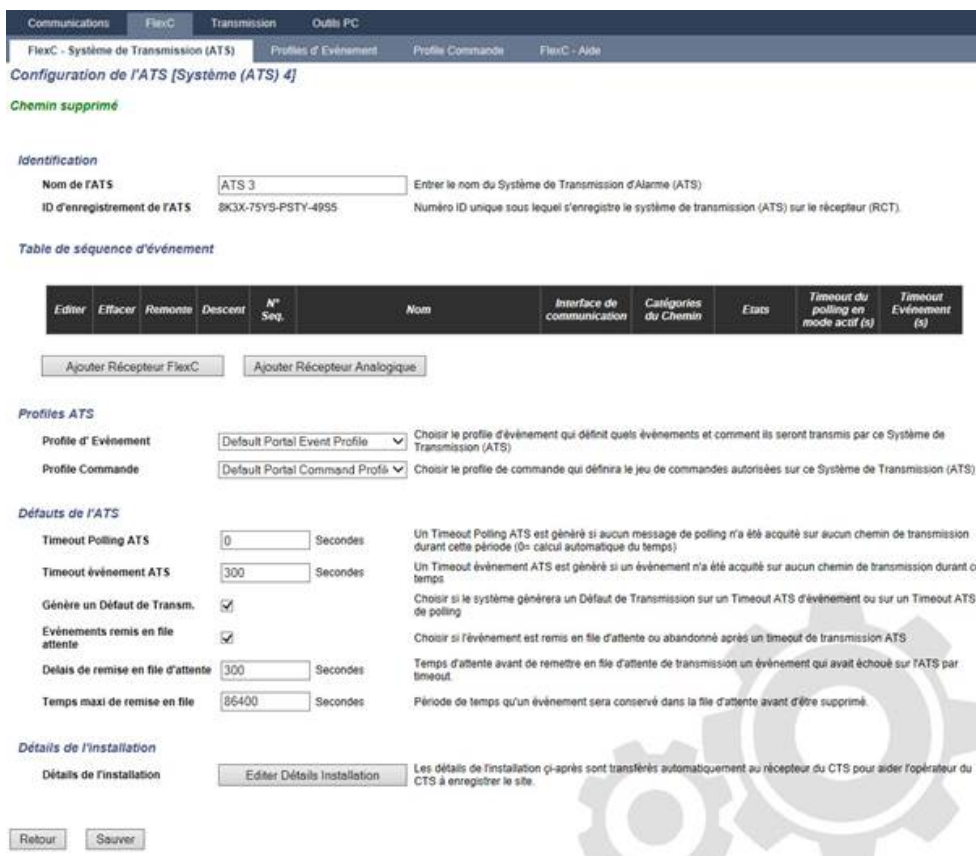 Communications FlexC Transmission Outils PC
FlexC - Système de Transmission (ATS) Profiles d'Evènement Profile Commande FlexC - Aide
Configuration de l'ATS [Système (ATS) 4]
Chemin supprimé
Identification
Nom de l'ATS ATS 3 Entrer le nom du Système de Transmission d'Alarme (ATS)
ID d'enregistrement de l'ATS 8K3X-75YS-PSTY-49S5 Numéro ID unique sous lequel s'enregistre le système de transmission (ATS) sur le récepteur (RCT).
Table de séquence d'événement
Editer Effacer Remonte Descent N° Seq. Nom Interface de communication Catégories du Chemin Etats Timeout du polling en mode actif (s) Timeout Evénement (s)
Ajouter Récepteur FlexC Ajouter Récepteur Analogique
Profiles ATS
Profile d' Evènement Default Portal Event Profile Choisir le profile d'évènement qui définit quels évènements et comment ils seront transmis par ce Système de
Transmission (ATS)
Profile Commande Default Portal Command Profil Choisir le profile de commande qui définira le jeu de commandes autorisées sur ce Système de Transmission (ATS)
Défauts de l'ATS
Timeout Polling ATS 0 Secondes Un Timeout Polling ATS est généré si aucun message de polling n'a été acquité sur aucun chemin de transmission
durant cette période (0= calcul automatique du temps)
Timeout évènement ATS 300 Secondes Un Timeout évènement ATS est généré si un évènement n'a été acquité sur aucun chemin de transmission durant c
temps
Génère un Défaut de Transm. Choisir si le système génèrera un Défaut de Transmission sur un Timeout ATS d'évènement ou sur un Timeout ATS
de polling
Evènements remis en file
attente Choisir si l'évènement est remis en file d'attente ou abandonné après un timeout de transmission ATS
Delais de remise en file d'attente 300 Secondes Temps d'attente avant de remettre en file d'attente de transmission un évènement qui avait échoué sur l'ATS par
timeout.
Temps maxi de remise en file 86400 Secondes Période de temps qu'un évènement sera conservé dans la file d'attente avant d'être supprimé.
Détails de l'installation
Détails de l'installation Editer Détails Installation Les détails de l'installation çi-après sont transférés automatiquement au récepteur du CTS pour aider l'opérateur du
CTS à enregistrer le site.
Retour Sauver